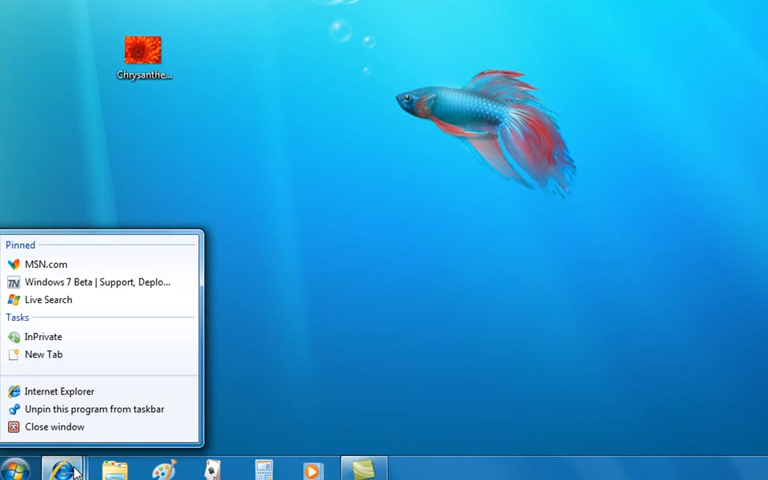 Chrysanthe...
Pinned
MSN.com
Windows 7 Beta | Support, Deplo...
Live Search
Tasks
InPrivate
New Tab
Internet Explorer
Unpin this program from taskbar
Close window